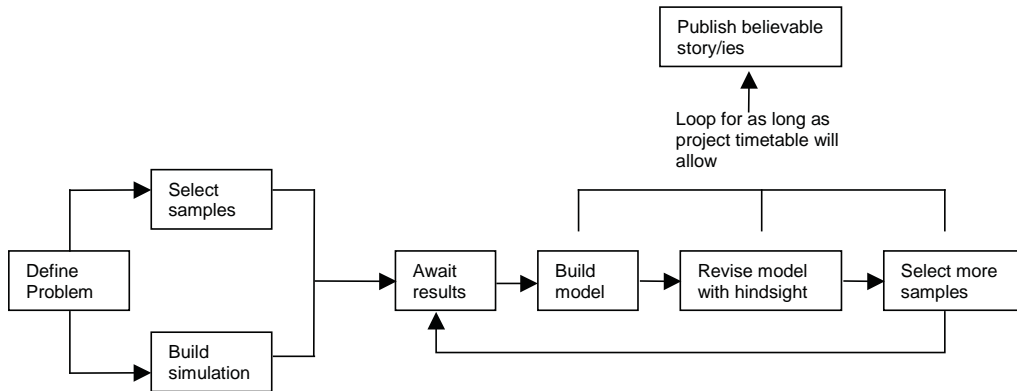 Publish believable
story/ies
Loop for as long as
project timetable will
allow
Select
samples
Define
Problem
Await
results
Build
model
Revise model
with hindsight
Select more
samples
Build
simulation